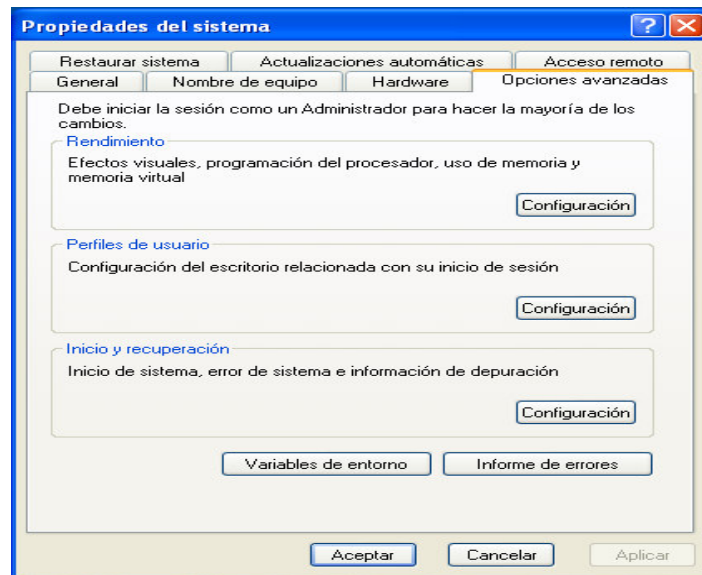 Propiedades del sistema
Restaurar sistema
Actualizaciones automáticas
Acceso remoto
General
Nombre de equipo
Hardware
Opciones avanzadas
Debe iniciar la sesión como un Administrador para hacer la mayoría de los
cambios.
Rendimiento
Efectos visuales, programación del procesador, uso de memoria y
memoria virtual
Configuración
Perfiles de usuario
Configuración del escritorio relacionada con su inicio de sesión
Configuración
Inicio y recuperación
Inicio de sistema, error de sistema e información de depuración
Configuración
Variables de entorno
Informe de errores
Aceptar
Cancelar
Aplicar